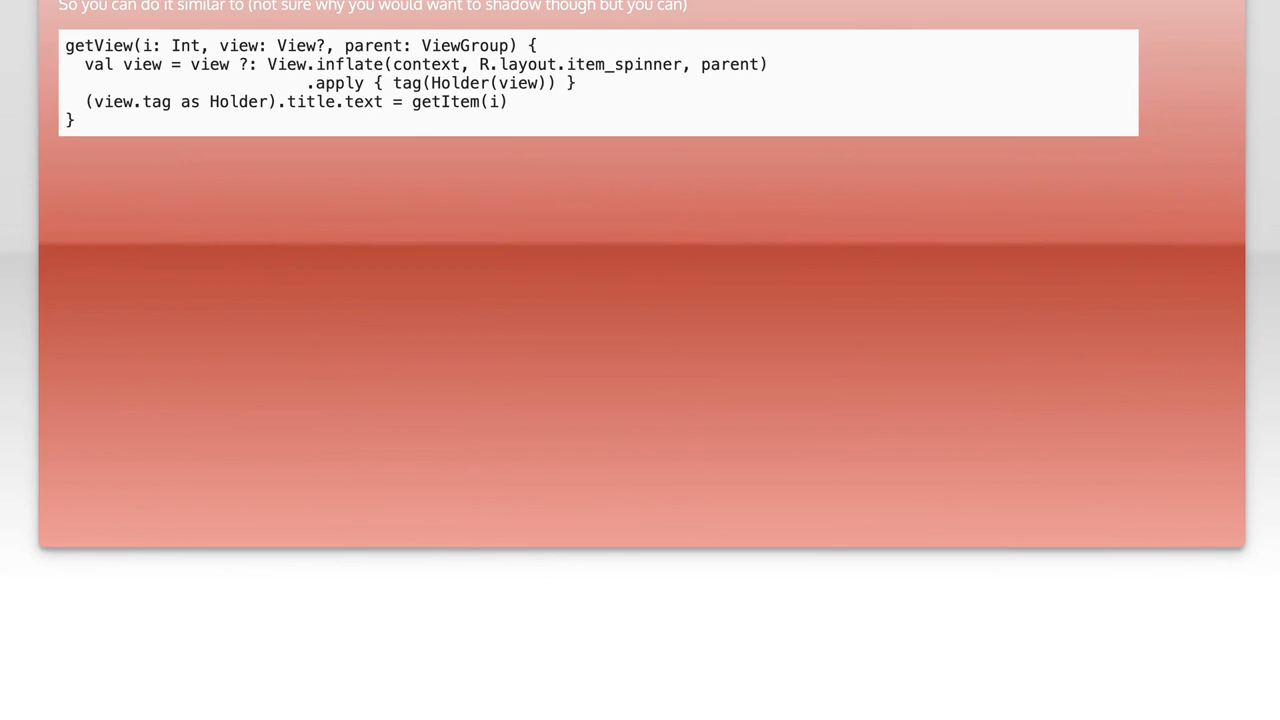 So you can do it similar to (not sure why you would want to shadow though but you can)
getView(i: Int, view: View?, parent: ViewGroup) {
  val view = view ?: View.inflate(context, R.layout.item_spinner, parent)
                         .apply { tag(Holder(view)) }
  (view.tag as Holder).title.text = getItem(i)
}